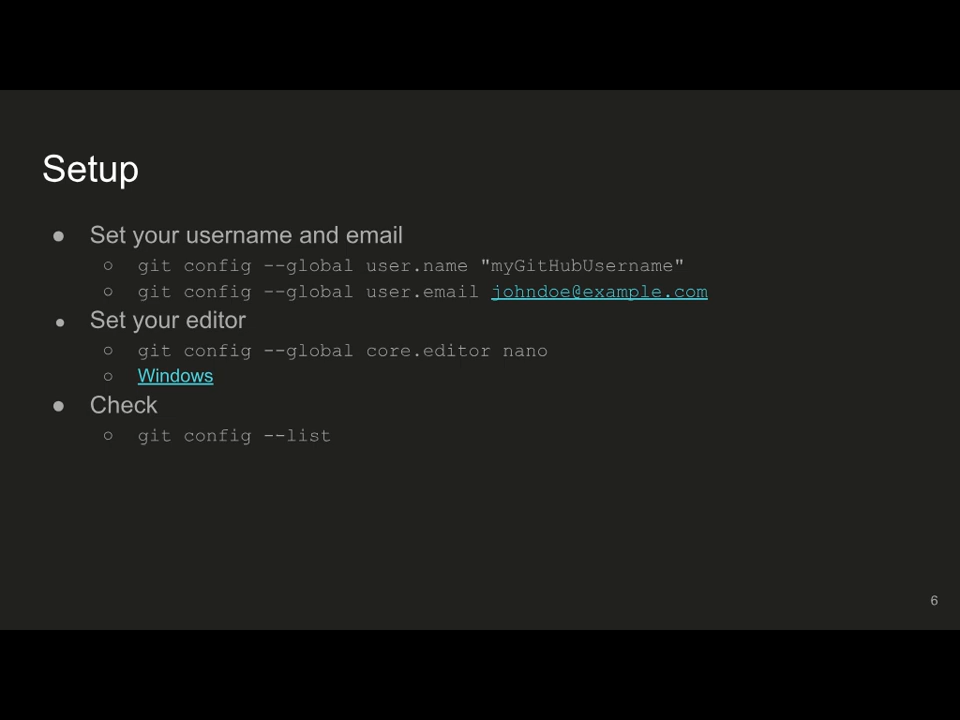 Setup
● Set your username and email
○ git config --global user.name "myGitHubUsername"
○ git config --global user.email johndoe@example.com
● Set your editor
○ git config --global core.editor nano
○ Windows
● Check
○ git config --list
6